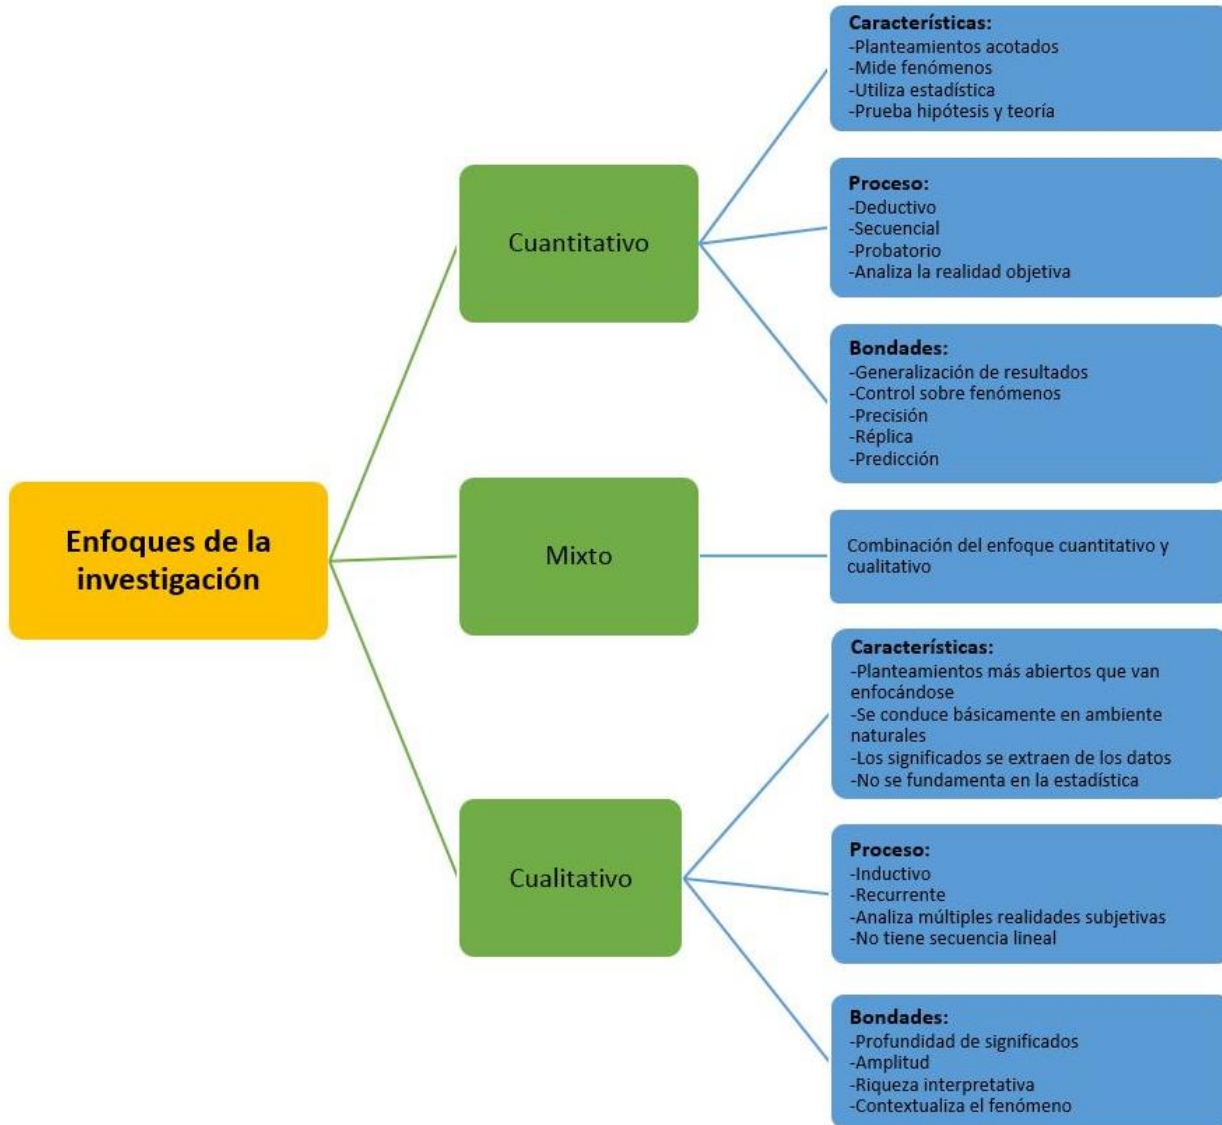 Enfoques de la
investigación
Cuantitativo
Características:
-Planteamientos acotados
-Mide fenómenos
-Utiliza estadística
-Prueba hipótesis y teoría
Proceso:
-Deductivo
-Secuencial
-Probatorio
-Analiza la realidad objetiva
Bondades:
-Generalización de resultados
-Control sobre fenómenos
-Precisión
-Réplica
-Predicción
Mixto
Combinación del enfoque cuantitativo y
cualitativo
Cualitativo
Características:
-Planteamientos más abiertos que van
enfocándose
-Se conduce básicamente en ambiente
naturales
-Los significados se extraen de los datos
-No se fundamenta en la estadística
Proceso:
-Inductivo
-Recurrente
-Analiza múltiples realidades subjetivas
-No tiene secuencia lineal
Bondades:
-Profundidad de significados
-Amplitud
-Riqueza interpretativa
-Contextualiza el fenómeno